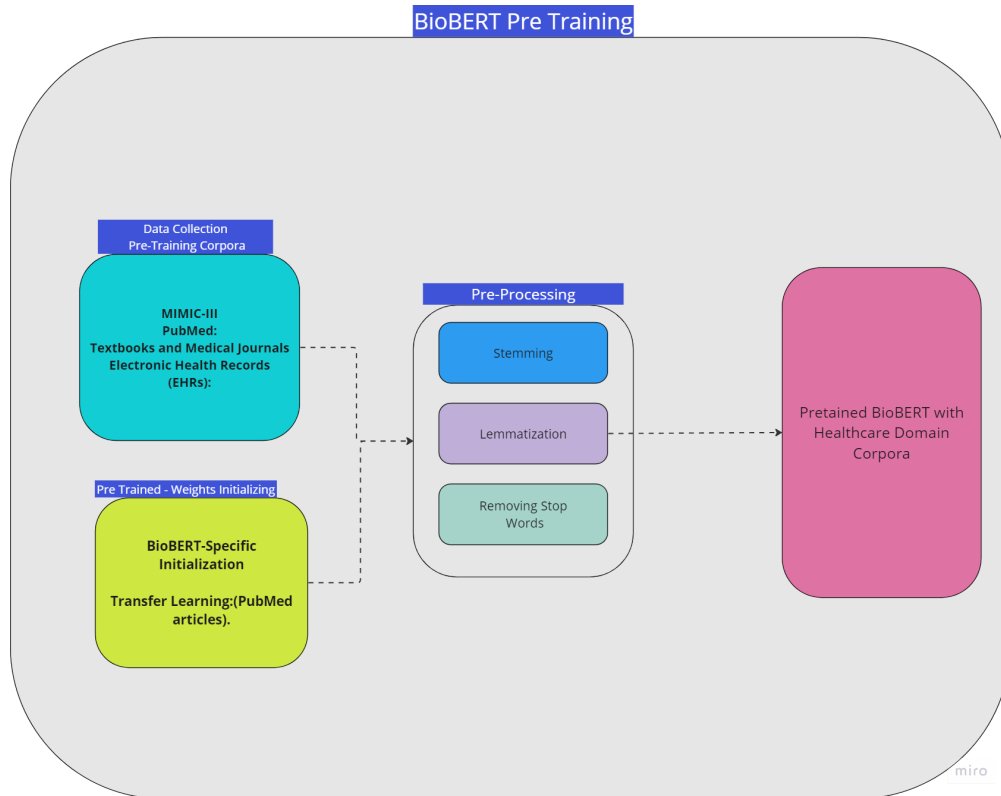 BioBERT Pre Training
Data Collection
Pre-Training Corpora
MIMIC-III
PubMed:
Textbooks and Medical Journals
Electronic Health Records
(EHRs):
Pre Trained - Weights Initializing
BioBERT-Specific
Initialization
Transfer Learning:(PubMed
articles).
Pre-Processing
Stemming
Lemmatization
Removing Stop
Words
Pretained BioBERT with
Healthcare Domain
Corpora
miro